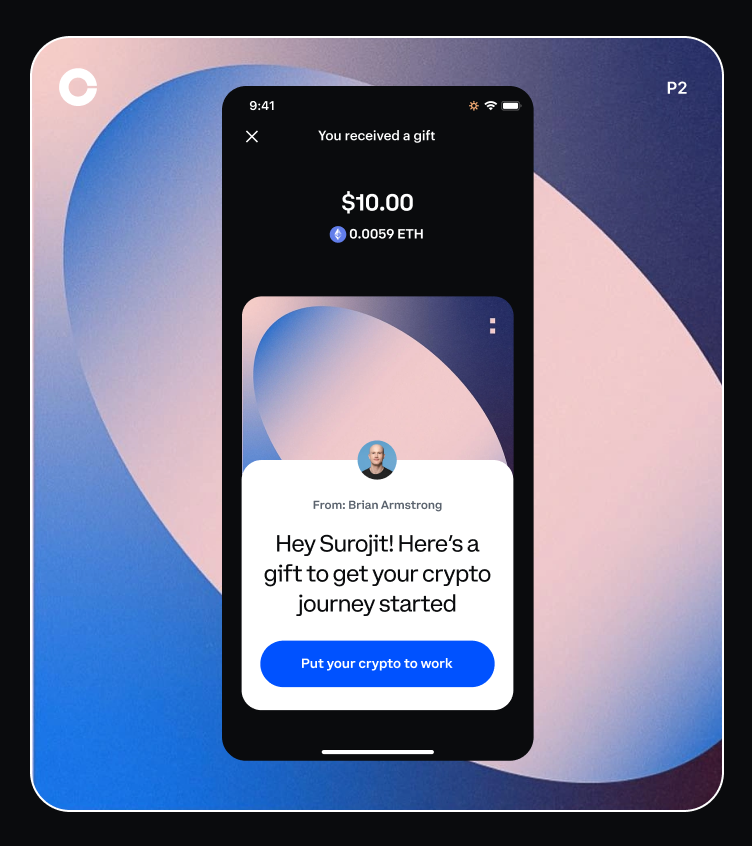 P2
9:41
You received a gift
$10.00
0.0059 ETH
From: Brian Armstrong
Hey Surojit! Here’s a
gift to get your crypto
journey started
Put your crypto to work